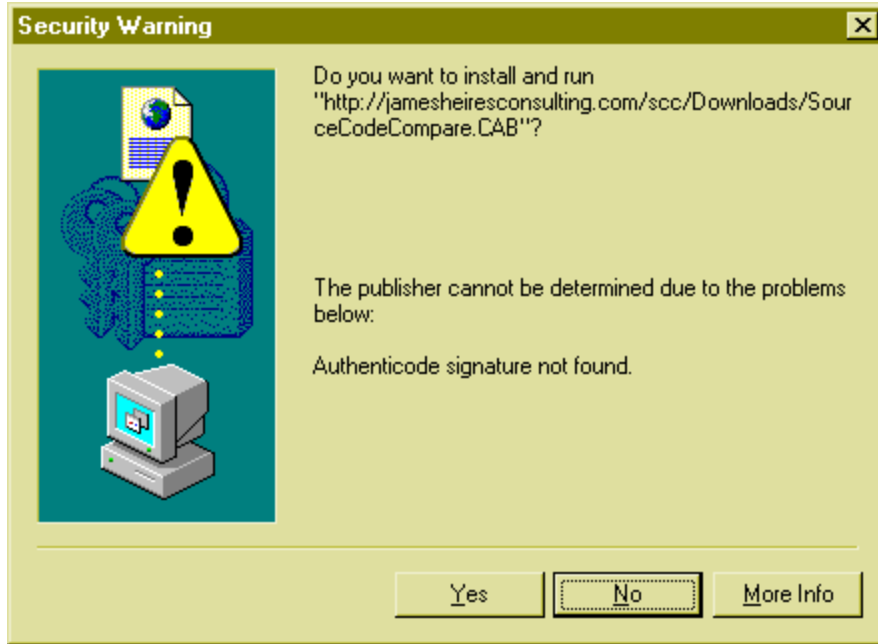 Security Warning
Do you want to install and run
"http://jamesheiresconsulting.com/scc/Downloads/Sour
ceCodeCompare.CAB"?
The publisher cannot be determined due to the problems
below:
Authenticode signature not found.
Yes
No
More Info